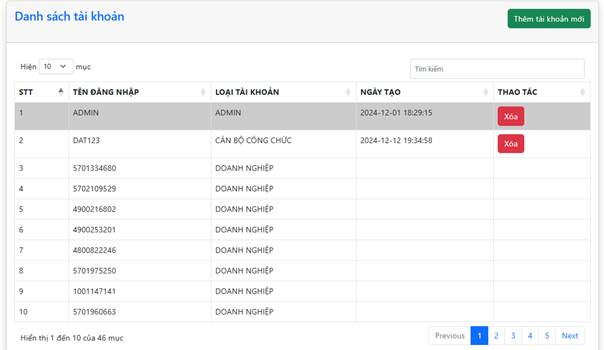 Danh sách tài khoản
Thêm tài khoản mới
Hiện 10 mục
Tìm kiếm
STT TÊN ĐĂNG NHẬP LOẠI TÀI KHOẢN NGÀY TẠO THAO TÁC
1 ADMIN ADMIN 2024-12-01 18:29:15 Xóa
2 DAT123 CÁN BỘ CÔNG CHỨC 2024-12-12 19:34:58 Xóa
3 5701334680 DOANH NGHIỆP
4 5702109529 DOANH NGHIỆP
5 4900216802 DOANH NGHIỆP
6 4900253201 DOANH NGHIỆP
7 4800822246 DOANH NGHIỆP
8 5701975250 DOANH NGHIỆP
9 1001147141 DOANH NGHIỆP
10 5701960663 DOANH NGHIỆP
Hiển thị 1 đến 10 của 46 mục
Previous 1 2 3 4 5 Next